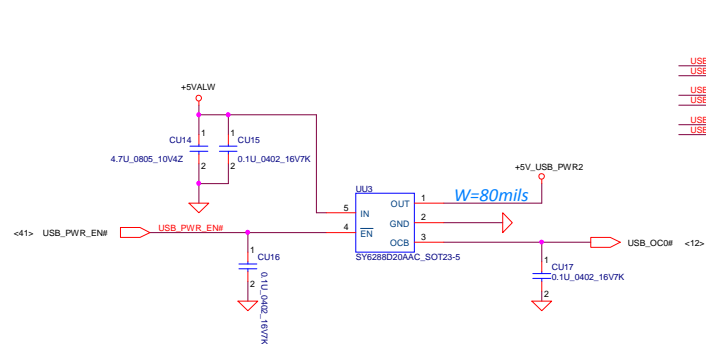 +5VALW
1
CU14
2
4.7U_0805_10V4Z
1
CU15
2
0.1U_0402_16V7K
USB
USB
USB
USB
USB
USB
+5V_USB_PWR2
W=80mils
UU3
5 IN
OUT 1
GND 2
4 EN
OCB 3
SY6288D20AAC_SOT23-5
<41> USB_PWR_EN#
USB_PWR_EN#
1
CU16
2
0.1U_0402_16V7K
USB_OC0# <12>
1
CU17
0.1U_0402_16V7K
2